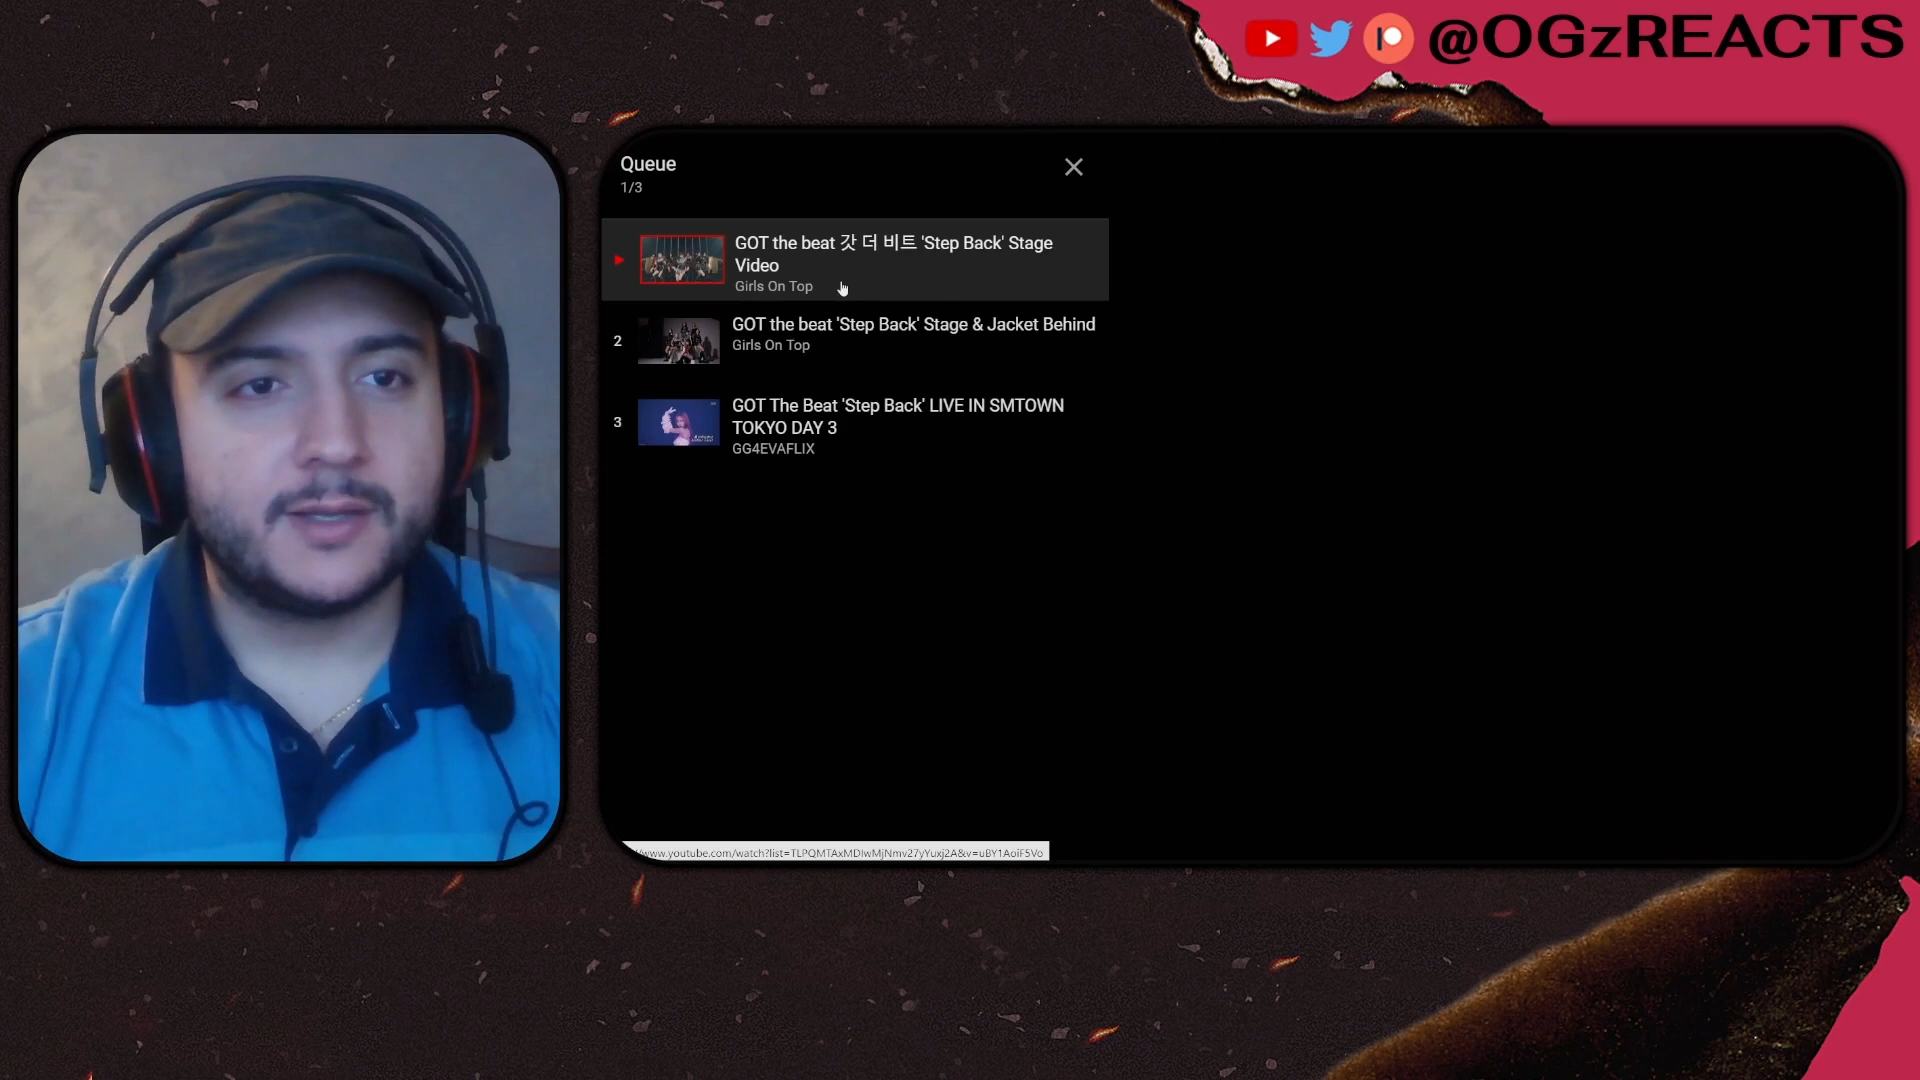 @OGzREACTS
Queue
1/3
GOT the beat 갓 더 비트 'Step Back' Stage
Video
Girls On Top
2
GOT the beat 'Step Back' Stage & Jacket Behind
Girls On Top
3
GOT The Beat 'Step Back' LIVE IN SMTOWN
TOKYO DAY 3
GG4EVAFLIX
/www.youtube.com/watch?list=TLPQMTAxMDIwMjNmv27yYuxj2A&v=uBY1AoiF5Vo